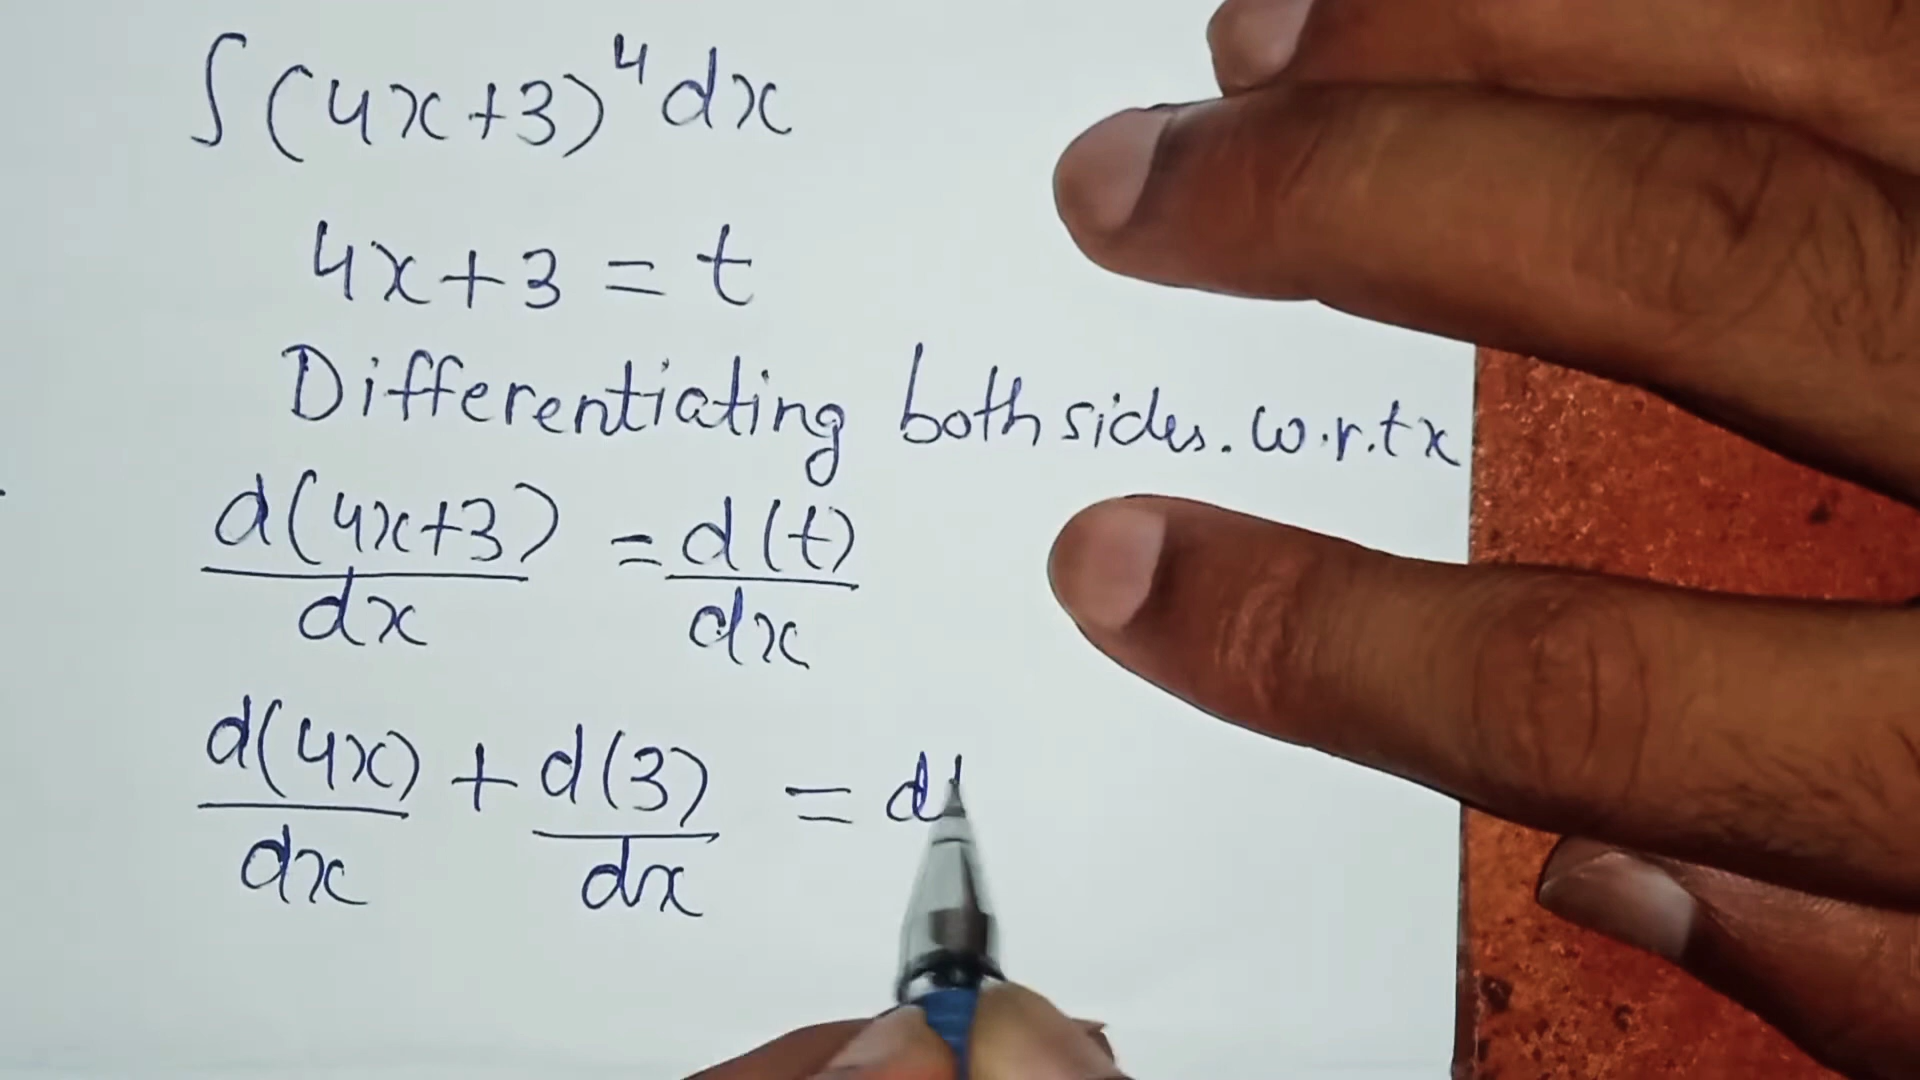 ∫(4x+3)⁴dx
4x+3 = t
Differentiating both sides. w.r.t x
d(4x+3)/dx = d(t)/dx
d(4x)/dx + d(3)/dx = d